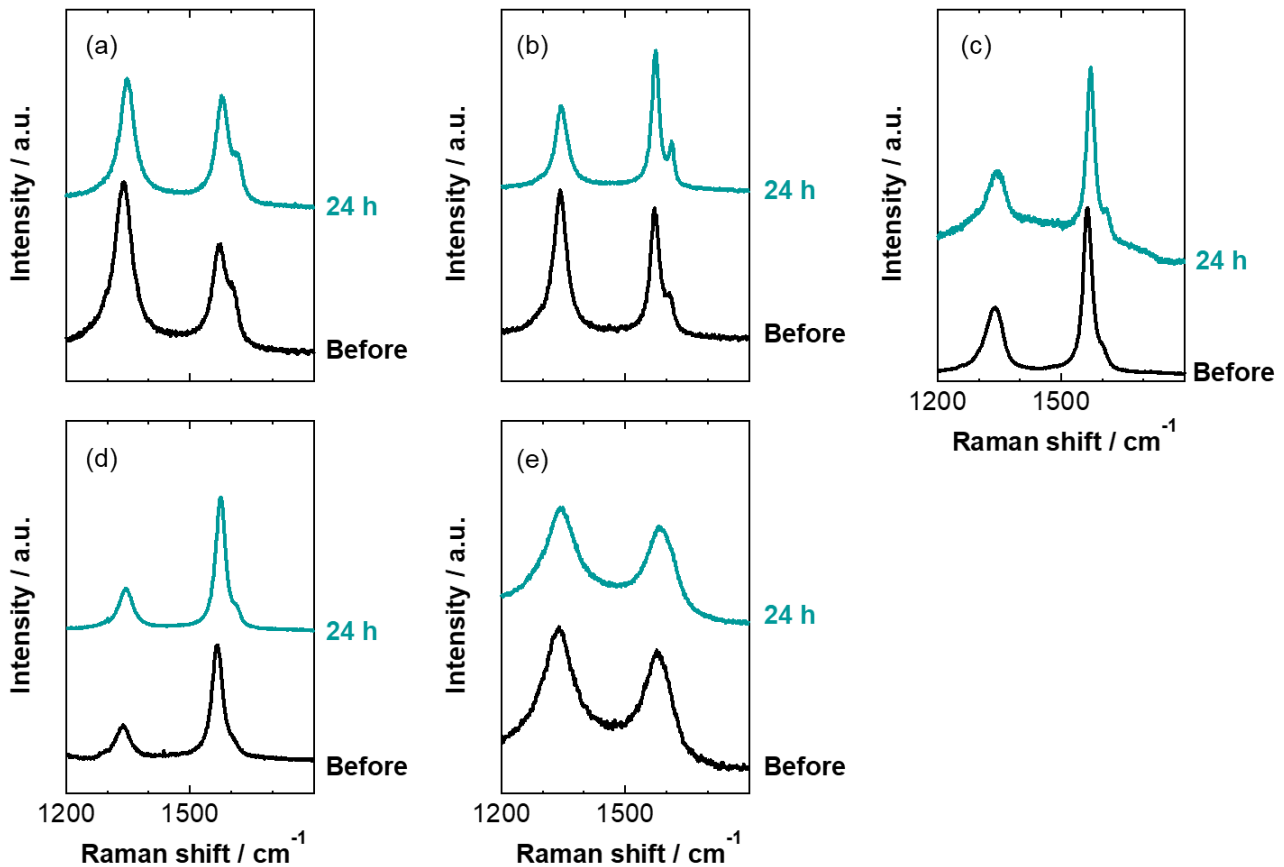 (a)
Intensity / a.u.
24 h
Before
(b)
Intensity / a.u.
24 h
Before
(c)
Intensity / a.u.
24 h
Before
1200 1500
Raman shift / cm⁻¹
(d)
Intensity / a.u.
24 h
Before
1200 1500
Raman shift / cm⁻¹
(e)
Intensity / a.u.
24 h
Before
1200 1500
Raman shift / cm⁻¹